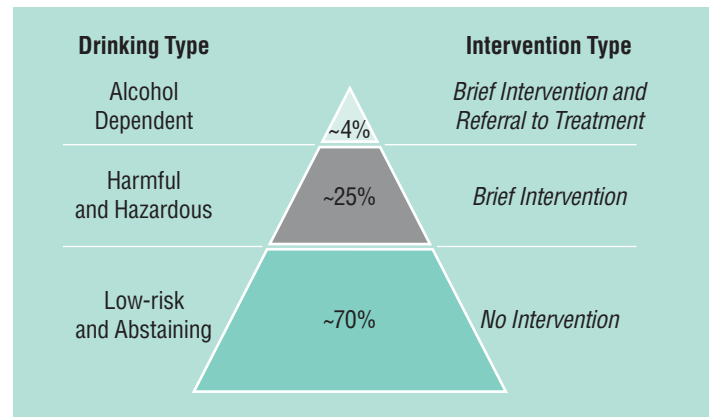 Drinking Type
Intervention Type
Alcohol
Dependent
~4%
Brief Intervention and
Referral to Treatment
Harmful
and Hazardous
~25%
Brief Intervention
Low-risk
and Abstaining
~70%
No Intervention